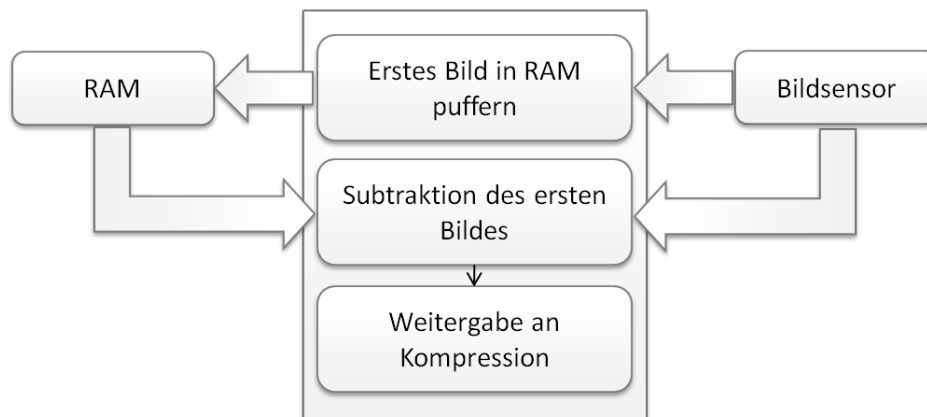 RAM
Erstes Bild in RAM
puffern
Bildsensor
Subtraktion des ersten
Bildes
Weitergabe an
Kompression